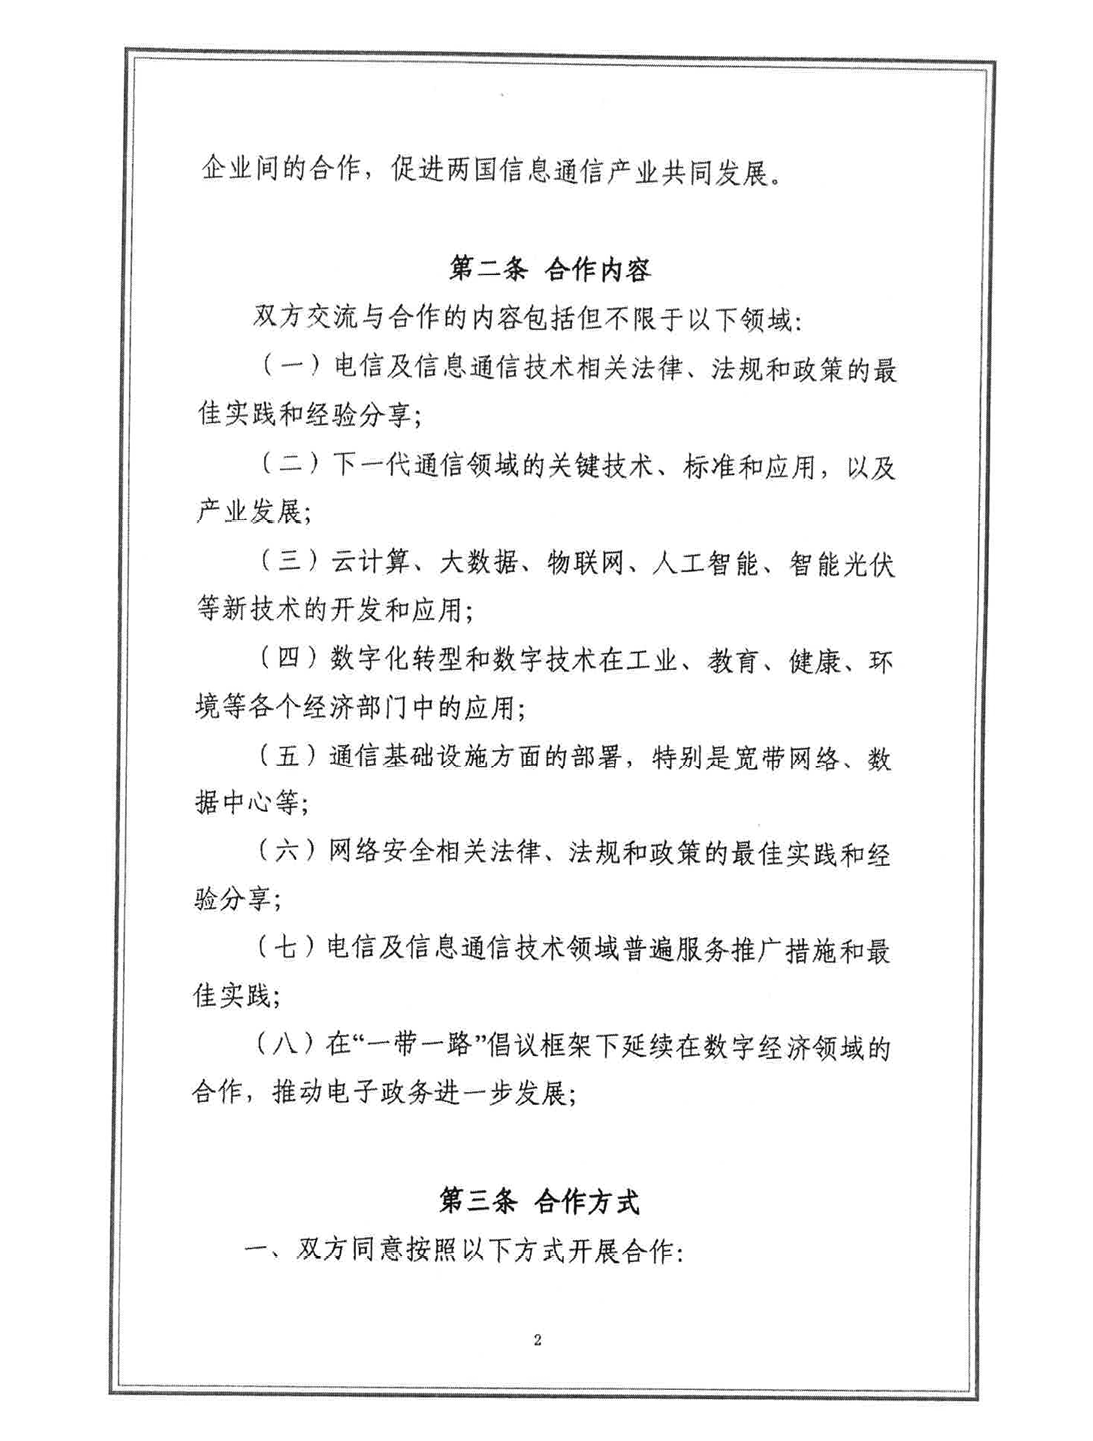 企业间的合作，促进两国信息通信产业共同发展。
第二条 合作内容
双方交流与合作的内容包括但不限于以下领域：
（一）电信及信息通信技术相关法律、法规和政策的最
佳实践和经验分享；
（二）下一代通信领域的关键技术、标准和应用，以及
产业发展；
（三）云计算、大数据、物联网、人工智能、智能光伏
等新技术的开发和应用；
（四）数字化转型和数字技术在工业、教育、健康、环
境等各个经济部门中的应用；
（五）通信基础设施方面的部署，特别是宽带网络、数
据中心等；
（六）网络安全相关法律、法规和政策的最佳实践和经
验分享；
（七）电信及信息通信技术领域普遍服务推广措施和最
佳实践；
（八）在“一带一路”倡议框架下延续在数字经济领域的
合作，推动电子政务进一步发展；
第三条 合作方式
一、双方同意按照以下方式开展合作：
2